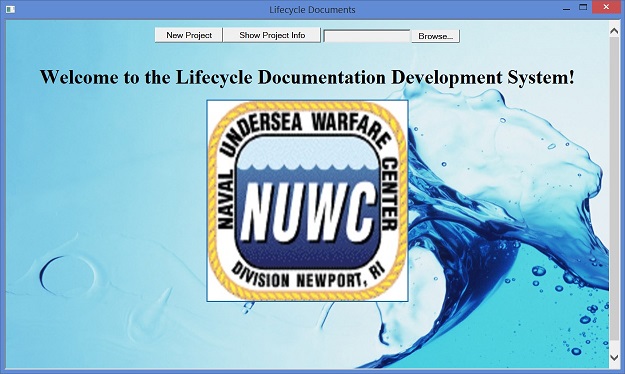 Lifecycle Documents
New Project Show Project Info Browse...
Welcome to the Lifecycle Documentation Development System!
NAVAL UNDERSEA WARFARE CENTER
NUWC
DIVISION NEWPORT, RI